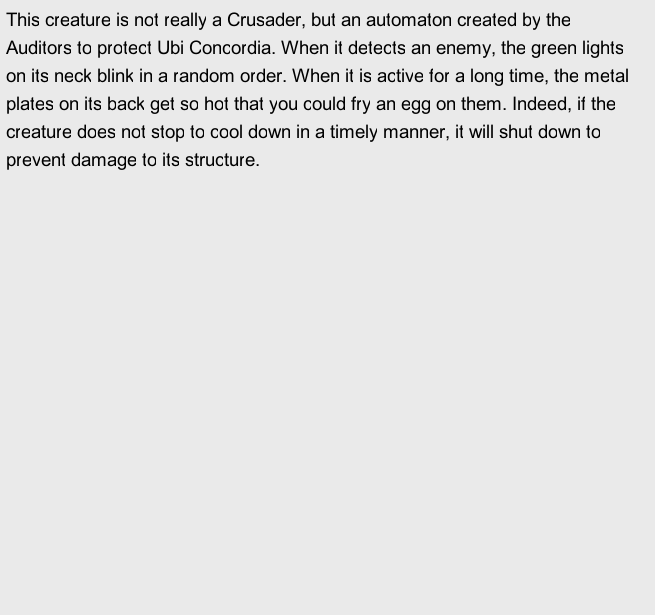 This creature is not really a Crusader, but an automaton created by the
Auditors to protect Ubi Concordia. When it detects an enemy, the green lights
on its neck blink in a random order. When it is active for a long time, the metal
plates on its back get so hot that you could fry an egg on them. Indeed, if the
creature does not stop to cool down in a timely manner, it will shut down to
prevent damage to its structure.